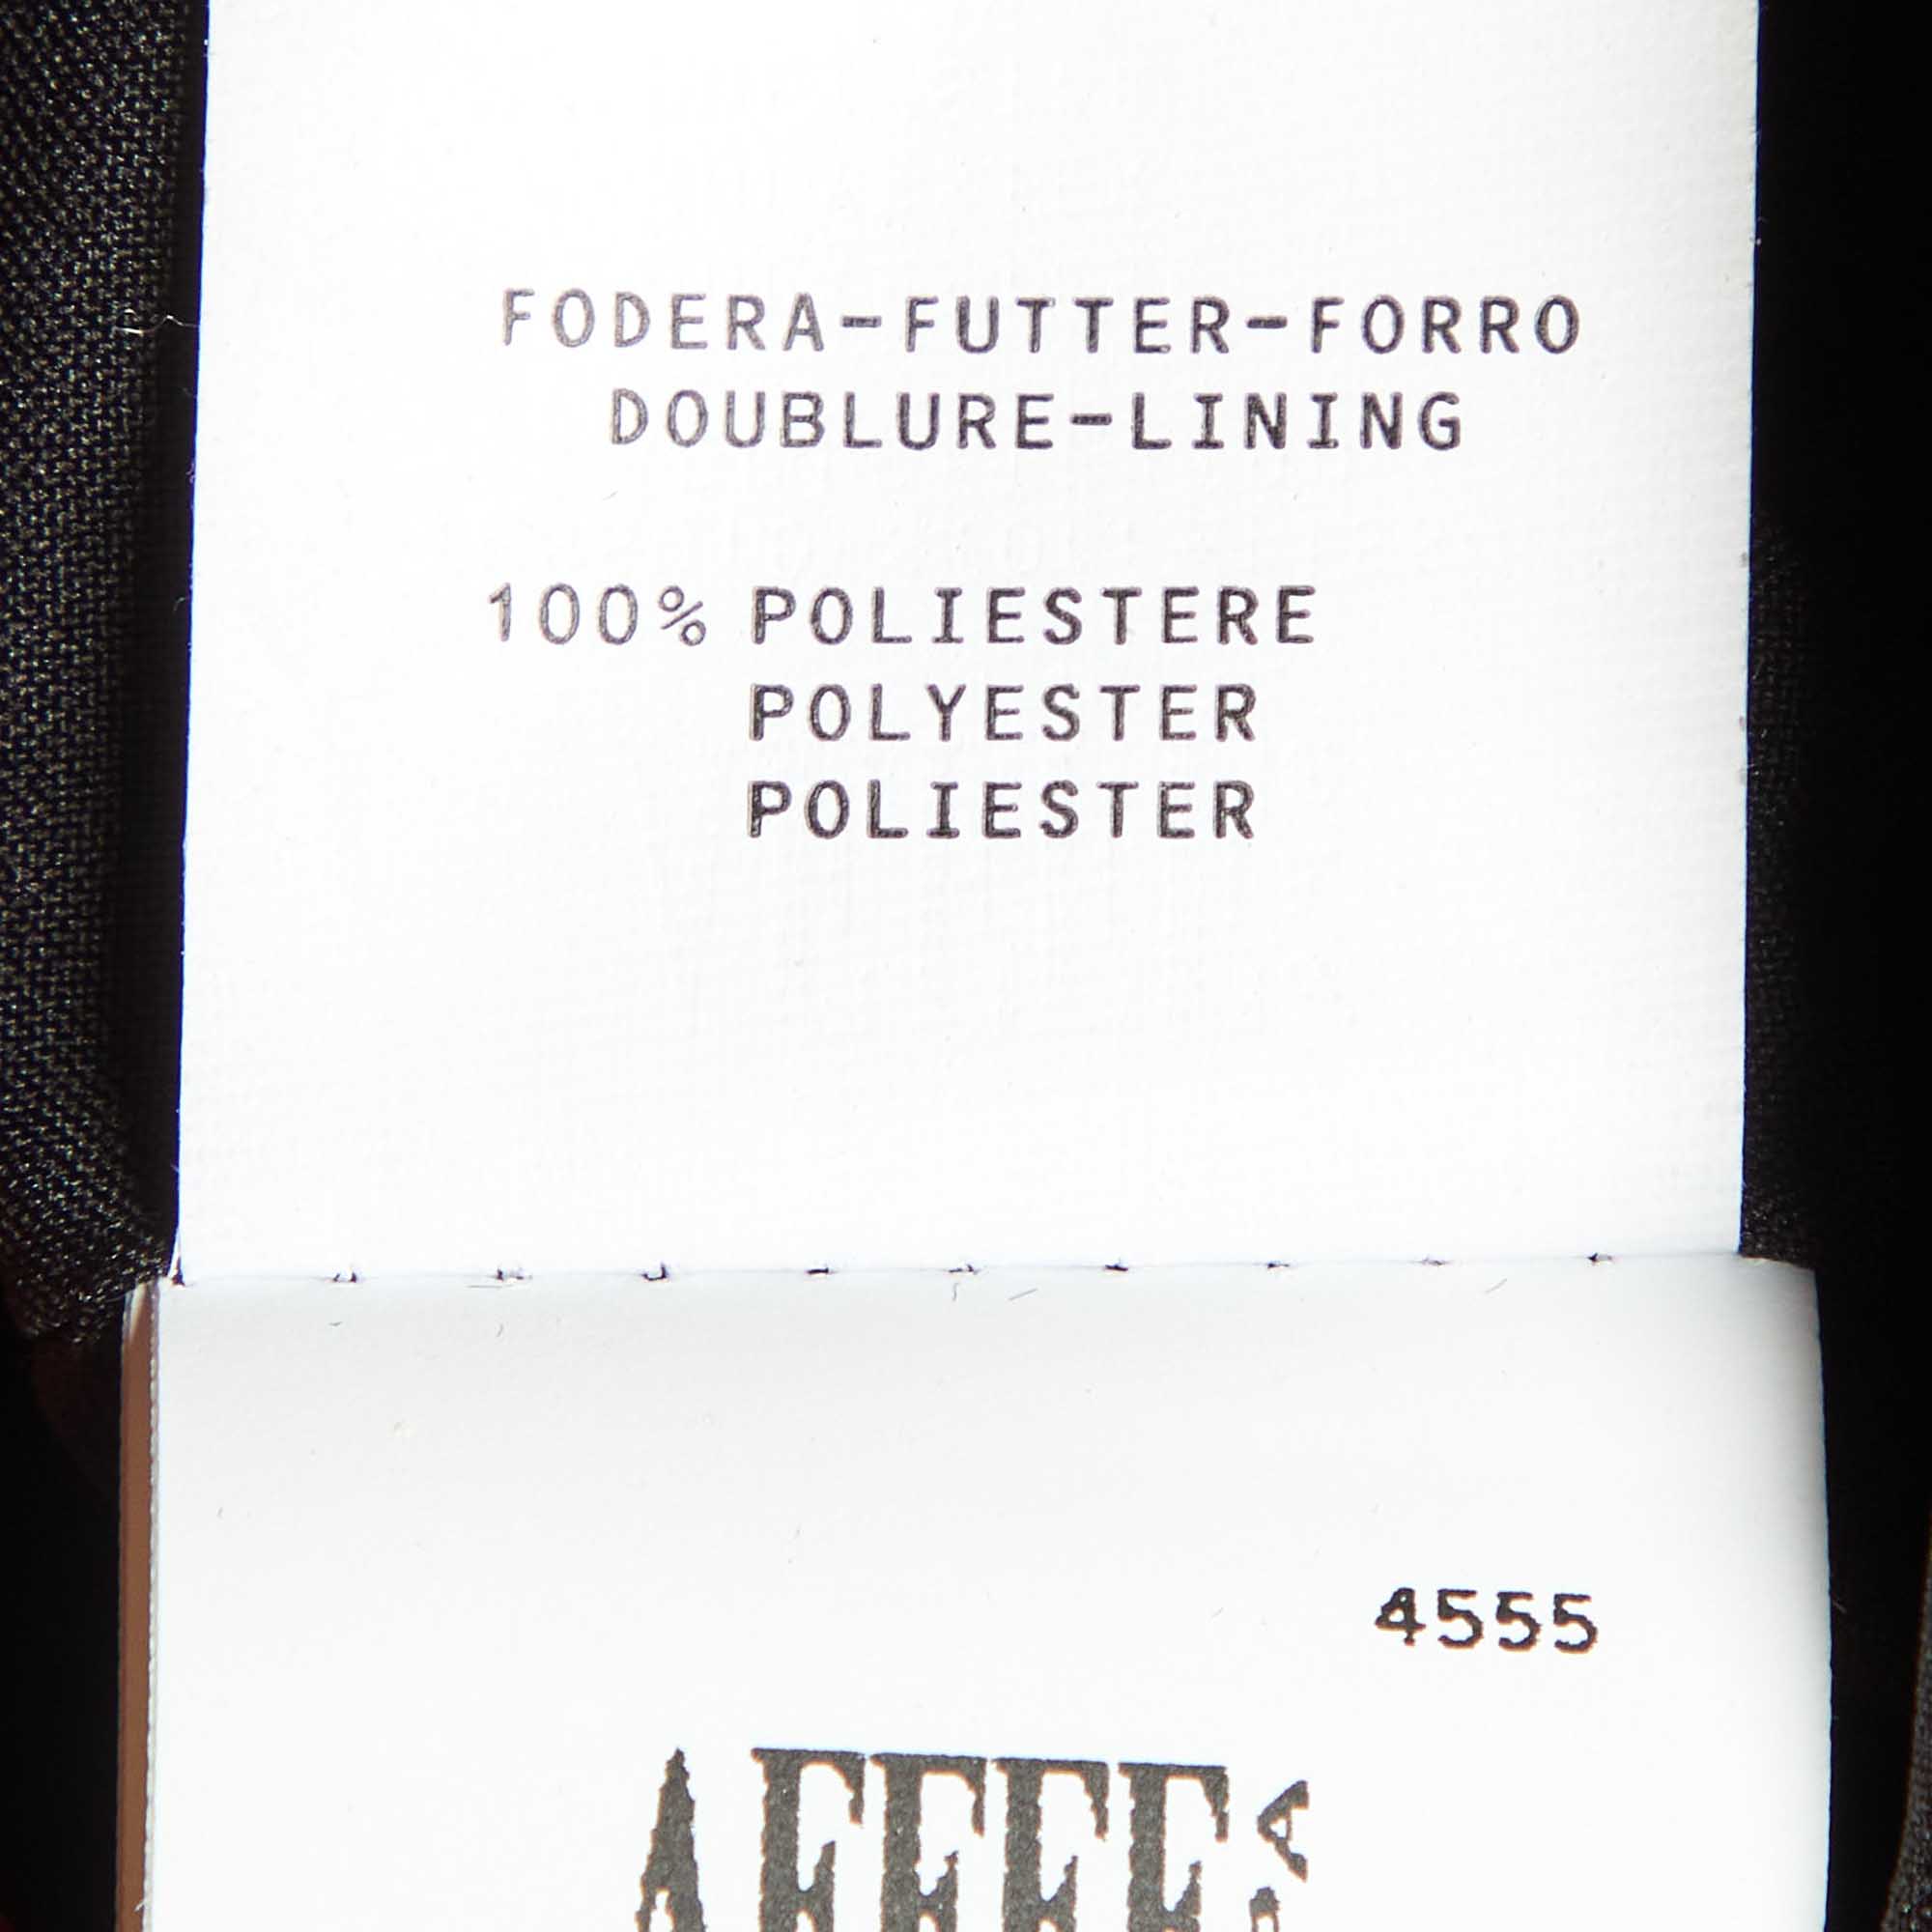 FODERA-FUTTER-FORRO
DOUBLURE-LINING
100% POLIESTERE
POLYESTER
POLIESTER
4555